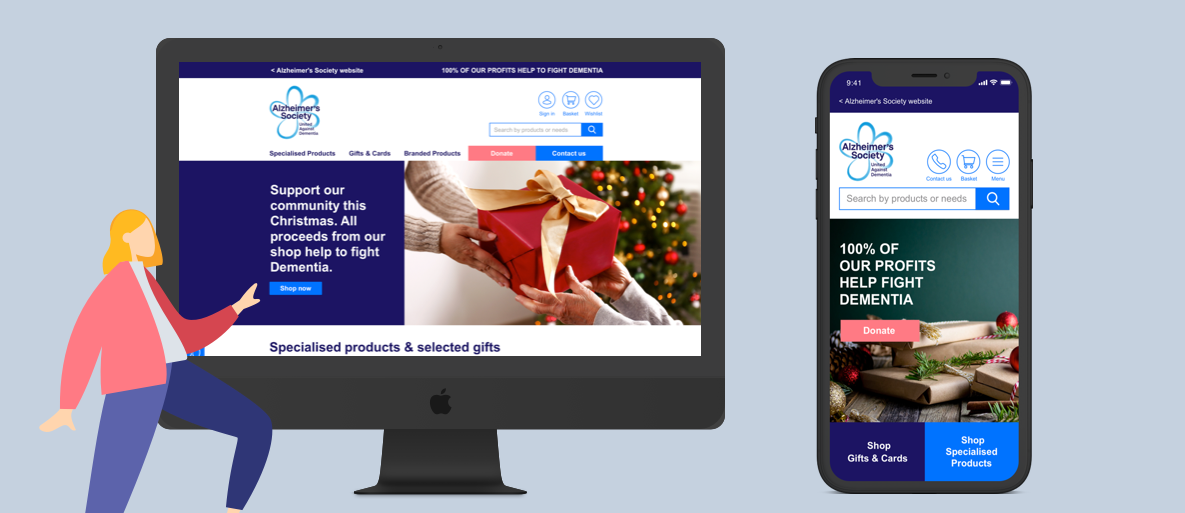 < Alzheimer's Society website
100% OF OUR PROFITS HELP TO FIGHT DEMENTIA
Alzheimer's
Society
United
Against
Dementia
Sign in Basket Wishlist
Search by products or needs
Specialised Products Gifts & Cards Branded Products Donate Contact us
Support our
community this
Christmas. All
proceeds from our
shop help to fight
Dementia.
Shop now
Specialised products & selected gifts
9:41
< Alzheimer's Society website
Alzheimer's
Society
United
Against
Dementia
Contact us Basket Menu
Search by products or needs
100% OF
OUR PROFITS
HELP FIGHT
DEMENTIA
Donate
Shop
Gifts & Cards
Shop
Specialised
Products